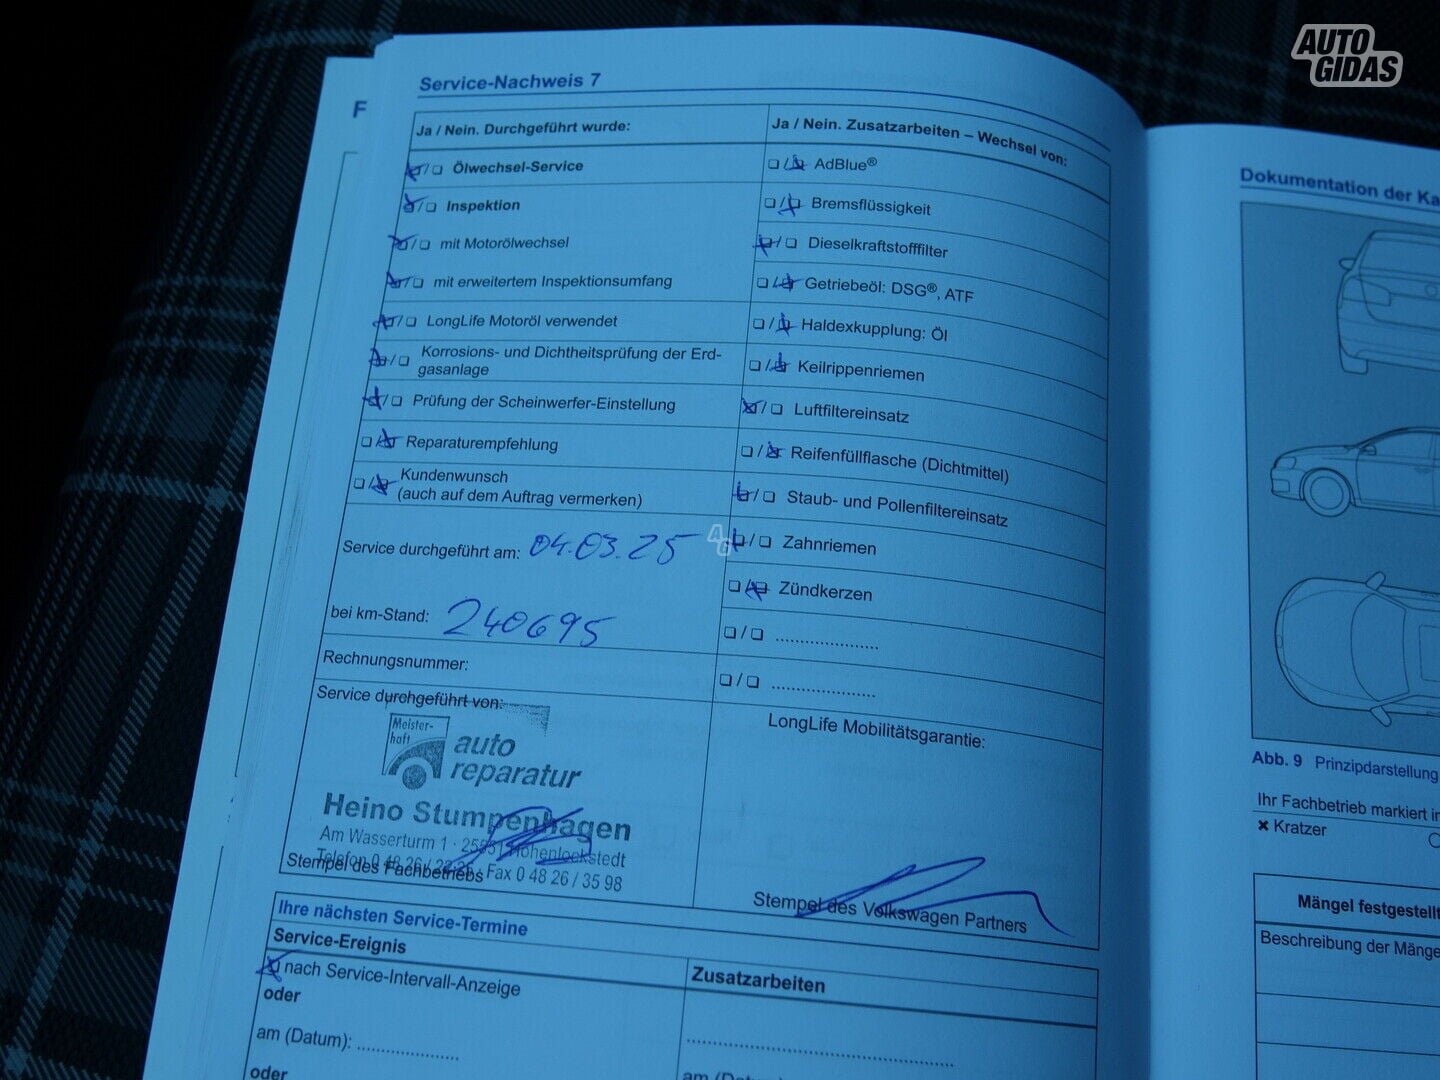 AUTO
GIDAS
F
Service-Nachweis 7
Ja / Nein. Durchgeführt wurde:
Ölwechsel-Service
Inspektion
mit Motorölwechsel
mit erweitertem Inspektionsumfang
LongLife Motoröl verwendet
Korrosions- und Dichtheitsprüfung der Erd-
gasanlage
Prüfung der Scheinwerfer-Einstellung
Reparaturempfehlung
Kundenwunsch
(auch auf dem Auftrag vermerken)
Service durchgeführt am: 04.03.25
bei km-Stand: 240695
Rechnungsnummer:
Service durchgeführt von:
Meister-
haft
auto
reparatur
Heino Stumpenhagen
Am Wasserturm 1 · 25551 Hohenlockstedt
Telefon 0 48 26 / · Fax 0 48 26 / 35 98
Stempel des Fachbetriebs
Ja / Nein. Zusatzarbeiten – Wechsel von:
AdBlue®
Bremsflüssigkeit
Dieselkraftstofffilter
Getriebeöl: DSG®, ATF
Haldexkupplung: Öl
Keilrippenriemen
Luftfiltereinsatz
Reifenfüllflasche (Dichtmittel)
Staub- und Pollenfiltereinsatz
Zahnriemen
Zündkerzen
.....................
.....................
LongLife Mobilitätsgarantie:
Stempel des Volkswagen Partners
Ihre nächsten Service-Termine
Service-Ereignis
nach Service-Intervall-Anzeige
oder
am (Datum): .....................
oder
Zusatzarbeiten
am (Datu
Dokumentation der Ka
Abb. 9 Prinzipdarstellung
Ihr Fachbetrieb markiert in
✖ Kratzer
Mängel festgestellt
Beschreibung der Mänge